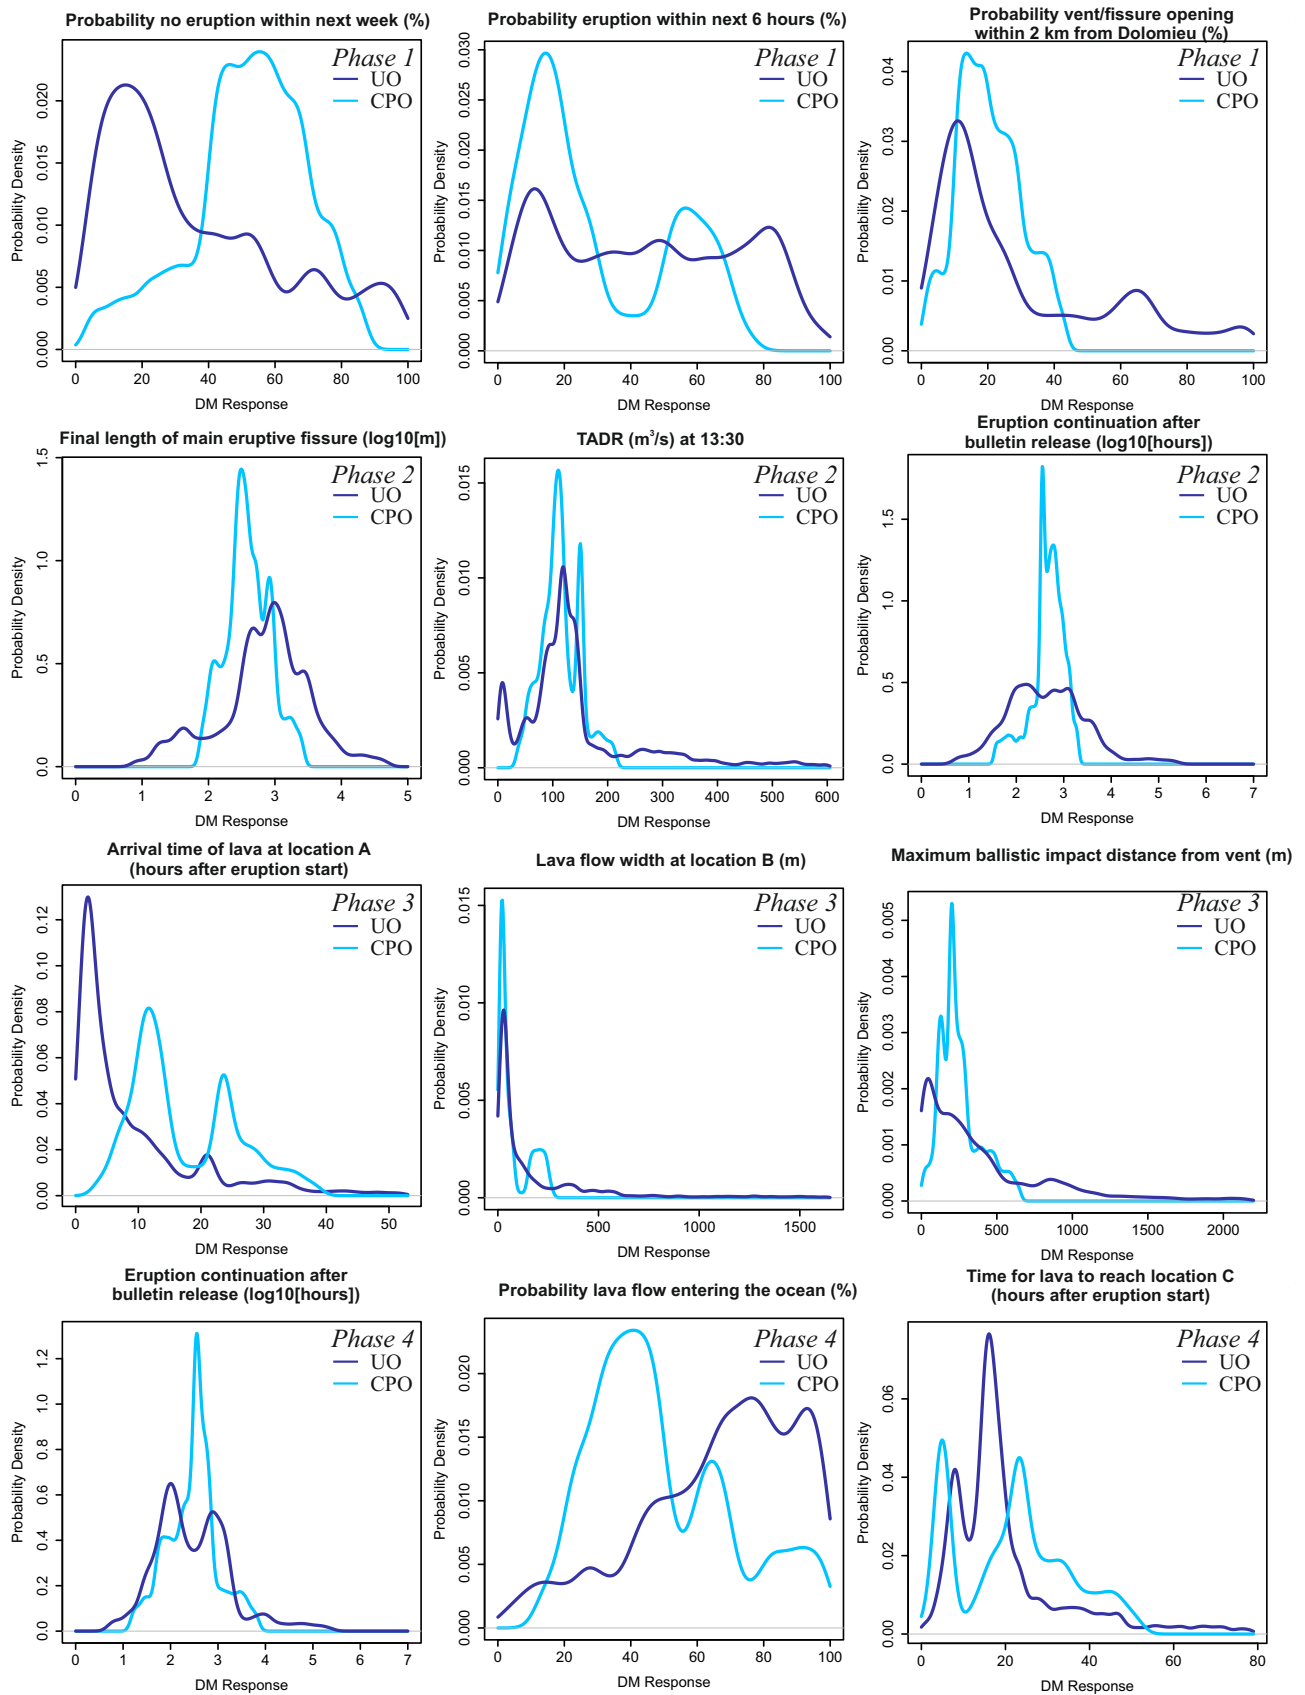 Probability no eruption within next week (%)
Phase 1
UO
CPO
Probability Density
0.000
0.005
0.010
0.015
0.020
0
20
40
60
80
100
DM Response
Probability eruption within next 6 hours (%)
Phase 1
UO
CPO
Probability Density
0.000
0.005
0.010
0.015
0.020
0.025
0.030
0
20
40
60
80
100
DM Response
Probability vent/fissure opening
within 2 km from Dolomieu (%)
Phase 1
UO
CPO
Probability Density
0.00
0.01
0.02
0.03
0.04
0
20
40
60
80
100
DM Response
Final length of main eruptive fissure (log10[m])
Phase 2
UO
CPO
Probability Density
0.0
0.5
1.0
1.5
0
1
2
3
4
5
DM Response
TADR (m³/s) at 13:30
Phase 2
UO
CPO
Probability Density
0.000
0.005
0.010
0.015
0
100
200
300
400
500
600
DM Response
Eruption continuation after
bulletin release (log10[hours])
Phase 2
UO
CPO
Probability Density
0.0
0.5
1.0
1.5
0
1
2
3
4
5
6
7
DM Response
Arrival time of lava at location A
(hours after eruption start)
Phase 3
UO
CPO
Probability Density
0.00
0.02
0.04
0.06
0.08
0.10
0.12
0
10
20
30
40
50
DM Response
Lava flow width at location B (m)
Phase 3
UO
CPO
Probability Density
0.000
0.005
0.010
0.015
0
500
1000
1500
DM Response
Maximum ballistic impact distance from vent (m)
Phase 3
UO
CPO
Probability Density
0.000
0.001
0.002
0.003
0.004
0.005
0
500
1000
1500
2000
DM Response
Eruption continuation after
bulletin release (log10[hours])
Phase 4
UO
CPO
Probability Density
0.0
0.2
0.4
0.6
0.8
1.0
1.2
0
1
2
3
4
5
6
7
DM Response
Probability lava flow entering the ocean (%)
Phase 4
UO
CPO
Probability Density
0.000
0.005
0.010
0.015
0.020
0
20
40
60
80
100
DM Response
Time for lava to reach location C
(hours after eruption start)
Phase 4
UO
CPO
Probability Density
0.00
0.02
0.04
0.06
0
20
40
60
80
DM Response